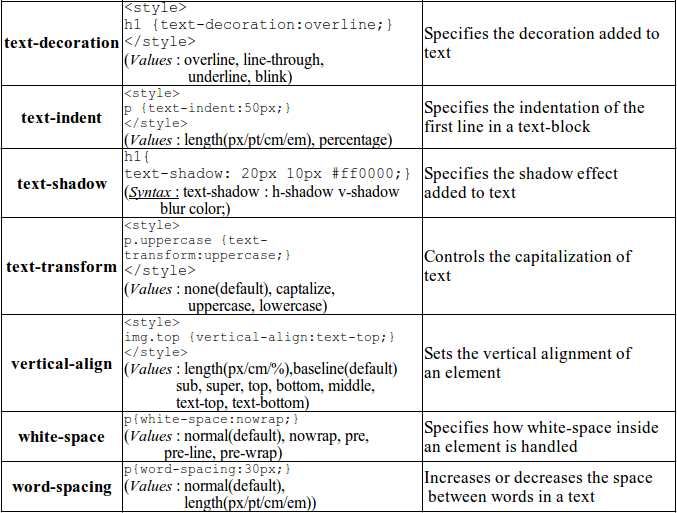 text-decoration
<style>
h1 {text-decoration:overline;}
</style>
(Values : overline, line-through,
underline, blink)
Specifies the decoration added to
text
text-indent
<style>
p {text-indent:50px;}
</style>
(Values : length(px/pt/cm/em), percentage)
Specifies the indentation of the
first line in a text-block
text-shadow
h1{
text-shadow: 20px 10px #ff0000;}
(Syntax : text-shadow : h-shadow v-shadow
blur color;)
Specifies the shadow effect
added to text
text-transform
<style>
p.uppercase {text-
transform:uppercase;}
</style>
(Values : none(default), captalize,
uppercase, lowercase)
Controls the capitalization of
text
vertical-align
<style>
img.top {vertical-align:text-top;}
</style>
(Values : length(px/cm/%),baseline(default)
sub, super, top, bottom, middle,
text-top, text-bottom)
Sets the vertical alignment of
an element
white-space
p{white-space:nowrap;}
(Values : normal(default), nowrap, pre,
pre-line, pre-wrap)
Specifies how white-space inside
an element is handled
word-spacing
p{word-spacing:30px;}
(Values : normal(default),
length(px/pt/cm/em))
Increases or decreases the space
between words in a text